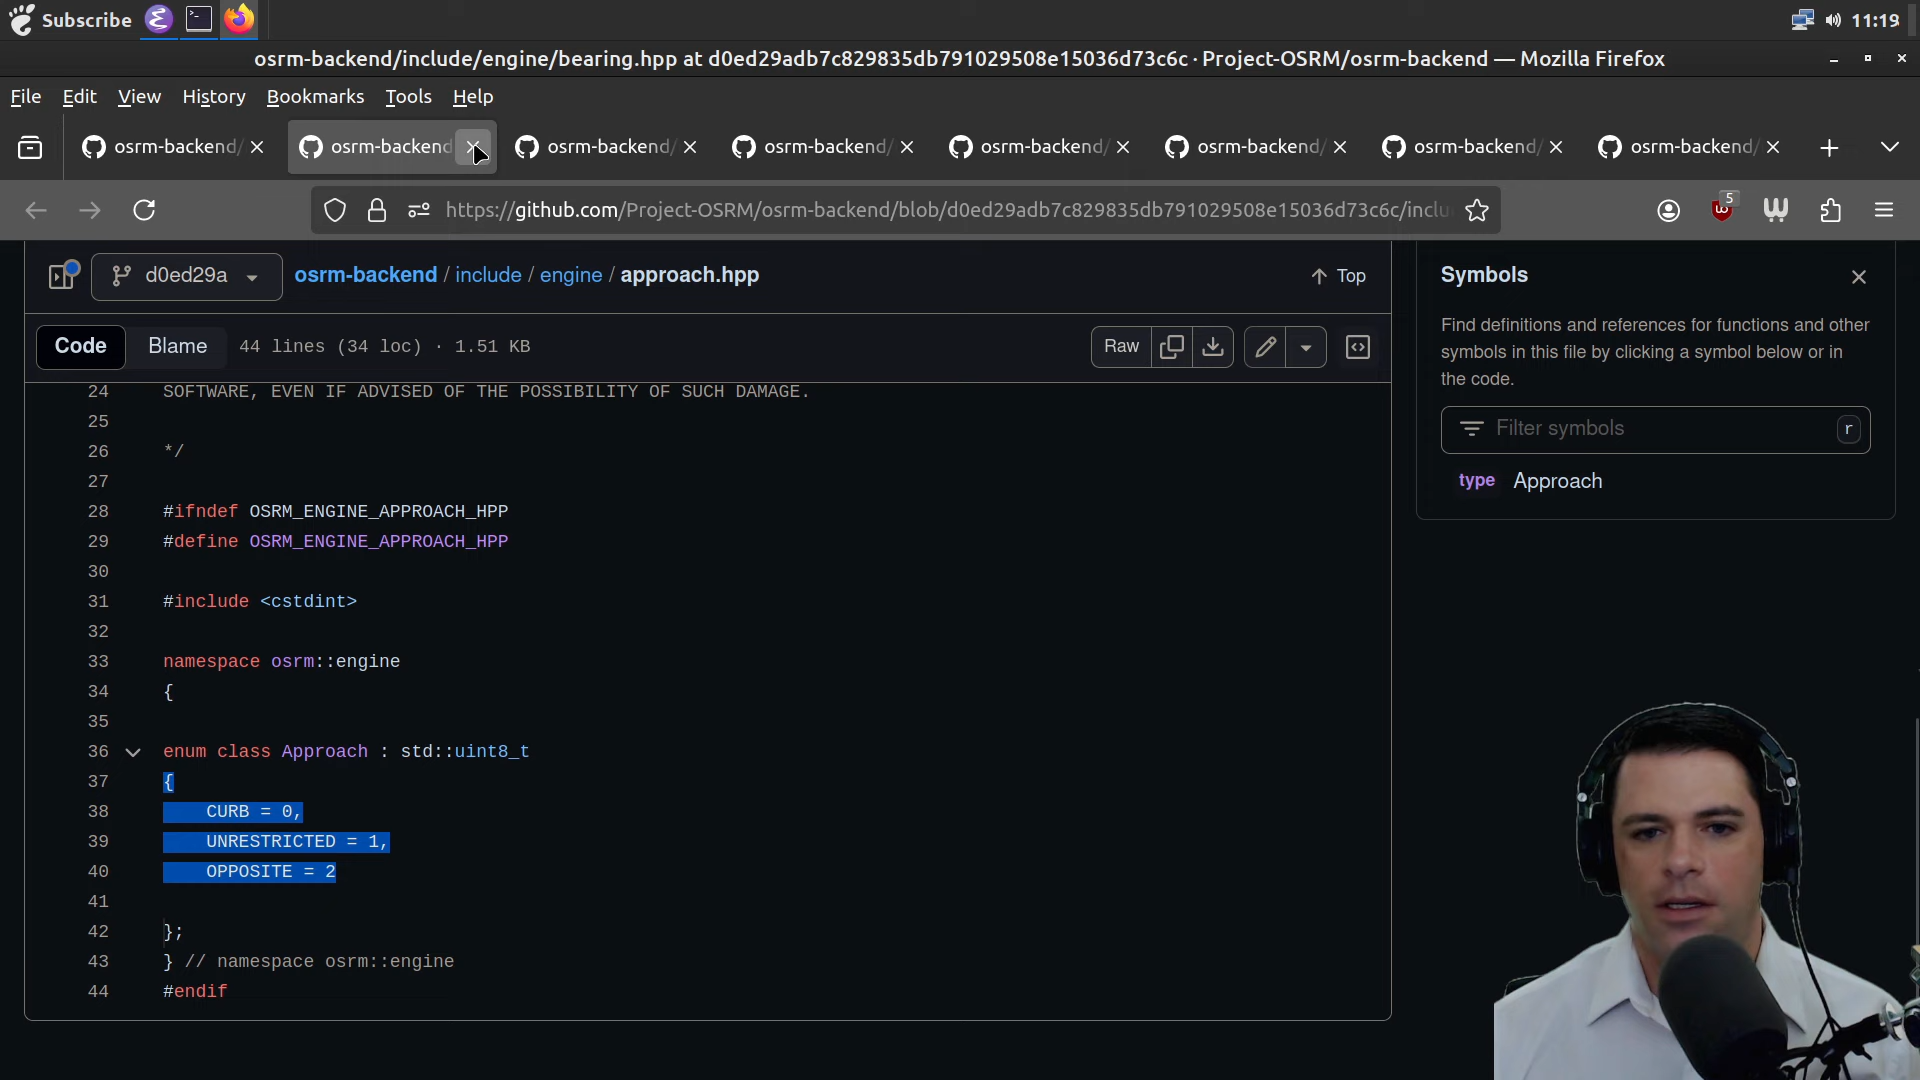 Subscribe
11:19
osrm-backend/include/engine/bearing.hpp at d0ed29adb7c829835db791029508e15036d73c6c · Project-OSRM/osrm-backend — Mozilla Firefox
File Edit View History Bookmarks Tools Help
osrm-backend/ osrm-backend osrm-backend/ osrm-backend/ osrm-backend/ osrm-backend/ osrm-backend/ osrm-backend/
https://github.com/Project-OSRM/osrm-backend/blob/d0ed29adb7c829835db791029508e15036d73c6c/inclu
5
d0ed29a
osrm-backend / include / engine / approach.hpp
Top
Code Blame 44 lines (34 loc) · 1.51 KB
Raw
24 SOFTWARE, EVEN IF ADVISED OF THE POSSIBILITY OF SUCH DAMAGE.
25
26 */
27
28 #ifndef OSRM_ENGINE_APPROACH_HPP
29 #define OSRM_ENGINE_APPROACH_HPP
30
31 #include <cstdint>
32
33 namespace osrm::engine
34 {
35
36 enum class Approach : std::uint8_t
37 {
38 CURB = 0,
39 UNRESTRICTED = 1,
40 OPPOSITE = 2
41
42 };
43 } // namespace osrm::engine
44 #endif
Symbols
Find definitions and references for functions and other
symbols in this file by clicking a symbol below or in
the code.
Filter symbols
r
type Approach